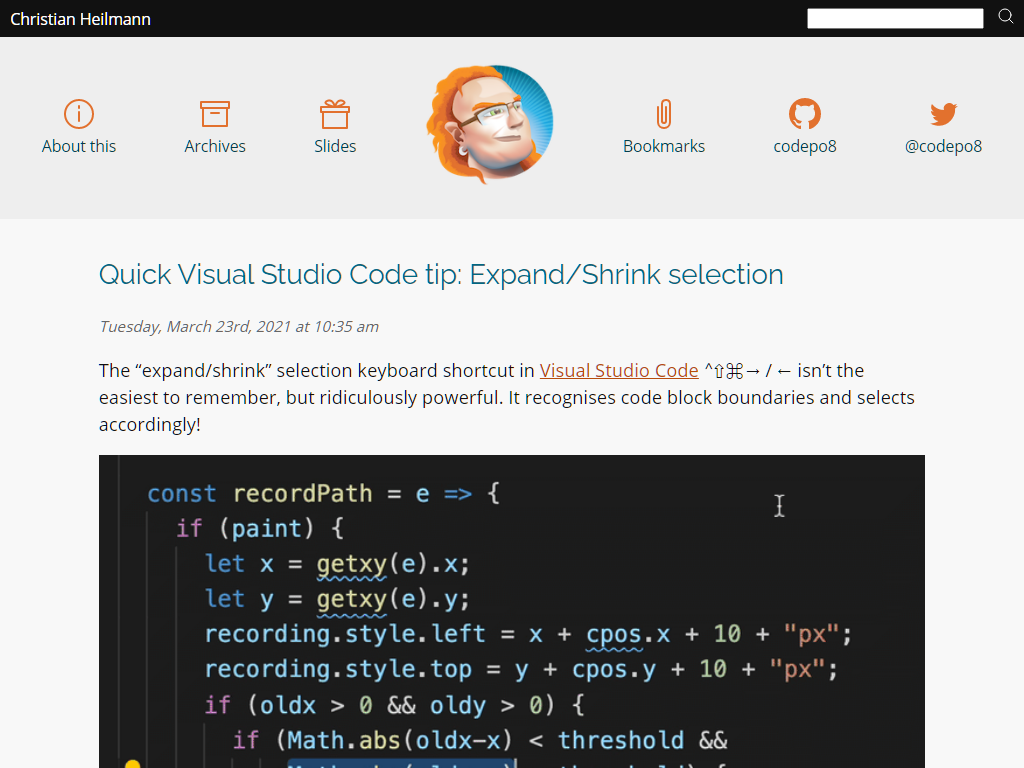 Christian Heilmann
About this
Archives
Slides
Bookmarks
codepo8
@codepo8
Quick Visual Studio Code tip: Expand/Shrink selection
Tuesday, March 23rd, 2021 at 10:35 am
The “expand/shrink” selection keyboard shortcut in Visual Studio Code ^⇧⌘→ / ← isn’t the
easiest to remember, but ridiculously powerful. It recognises code block boundaries and selects
accordingly!
const recordPath = e => {
if (paint) {
let x = getxy(e).x;
let y = getxy(e).y;
recording.style.left = x + cpos.x + 10 + "px";
recording.style.top = y + cpos.y + 10 + "px";
if (oldx > 0 && oldy > 0) {
if (Math.abs(oldx-x) < threshold &&